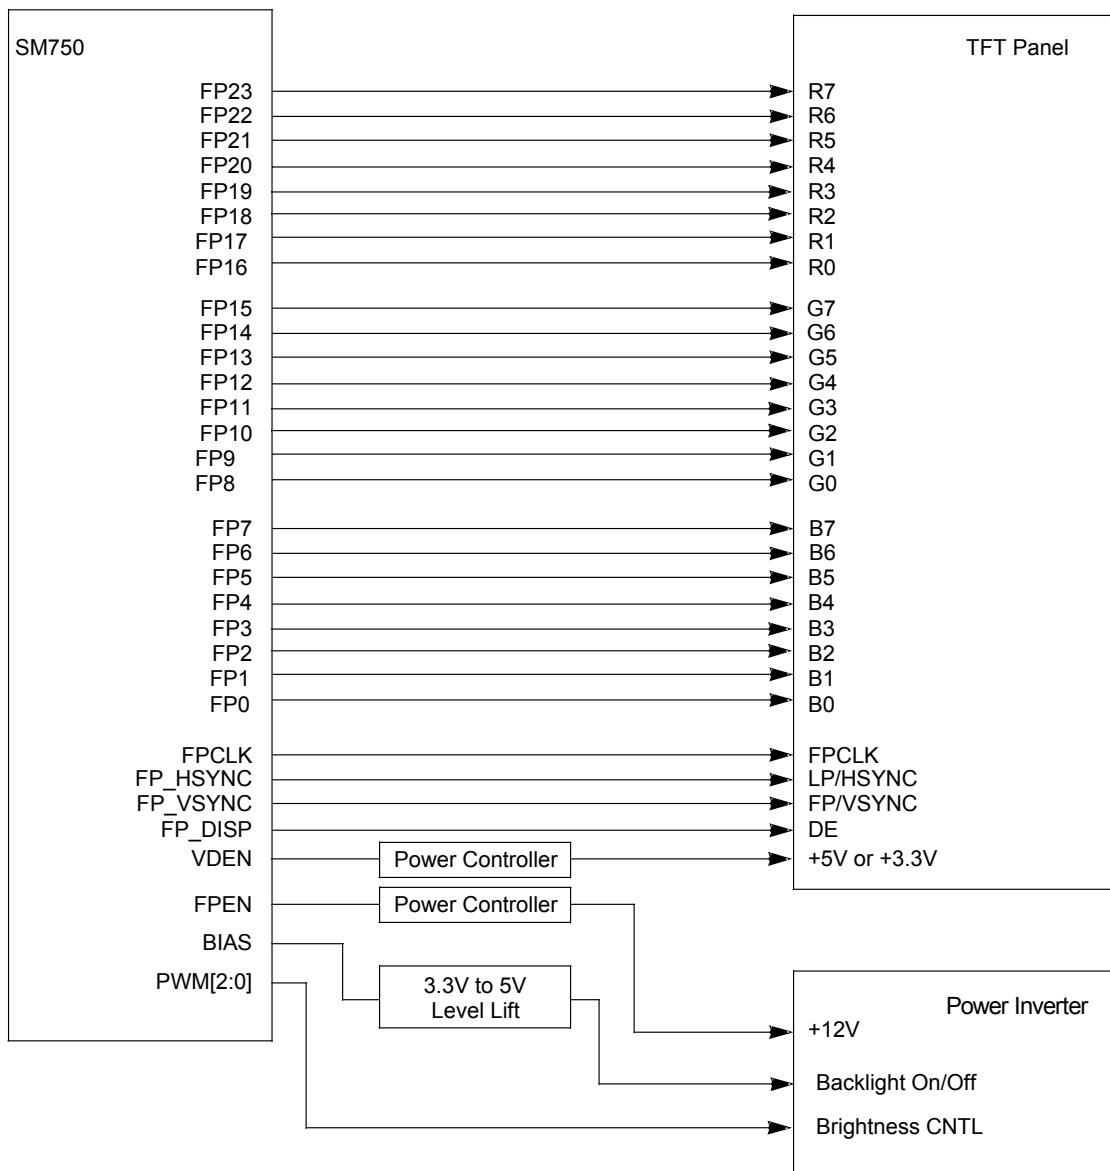 SM750
TFT Panel
FP23 R7
FP22 R6
FP21 R5
FP20 R4
FP19 R3
FP18 R2
FP17 R1
FP16 R0
FP15 G7
FP14 G6
FP13 G5
FP12 G4
FP11 G3
FP10 G2
FP9 G1
FP8 G0
FP7 B7
FP6 B6
FP5 B5
FP4 B4
FP3 B3
FP2 B2
FP1 B1
FP0 B0
FPCLK FPCLK
FP_HSYNC LP/HSYNC
FP_VSYNC FP/VSYNC
FP_DISP DE
VDEN Power Controller +5V or +3.3V
FPEN Power Controller
BIAS
PWM[2:0]
3.3V to 5V
Level Lift
Power Inverter
+12V
Backlight On/Off
Brightness CNTL